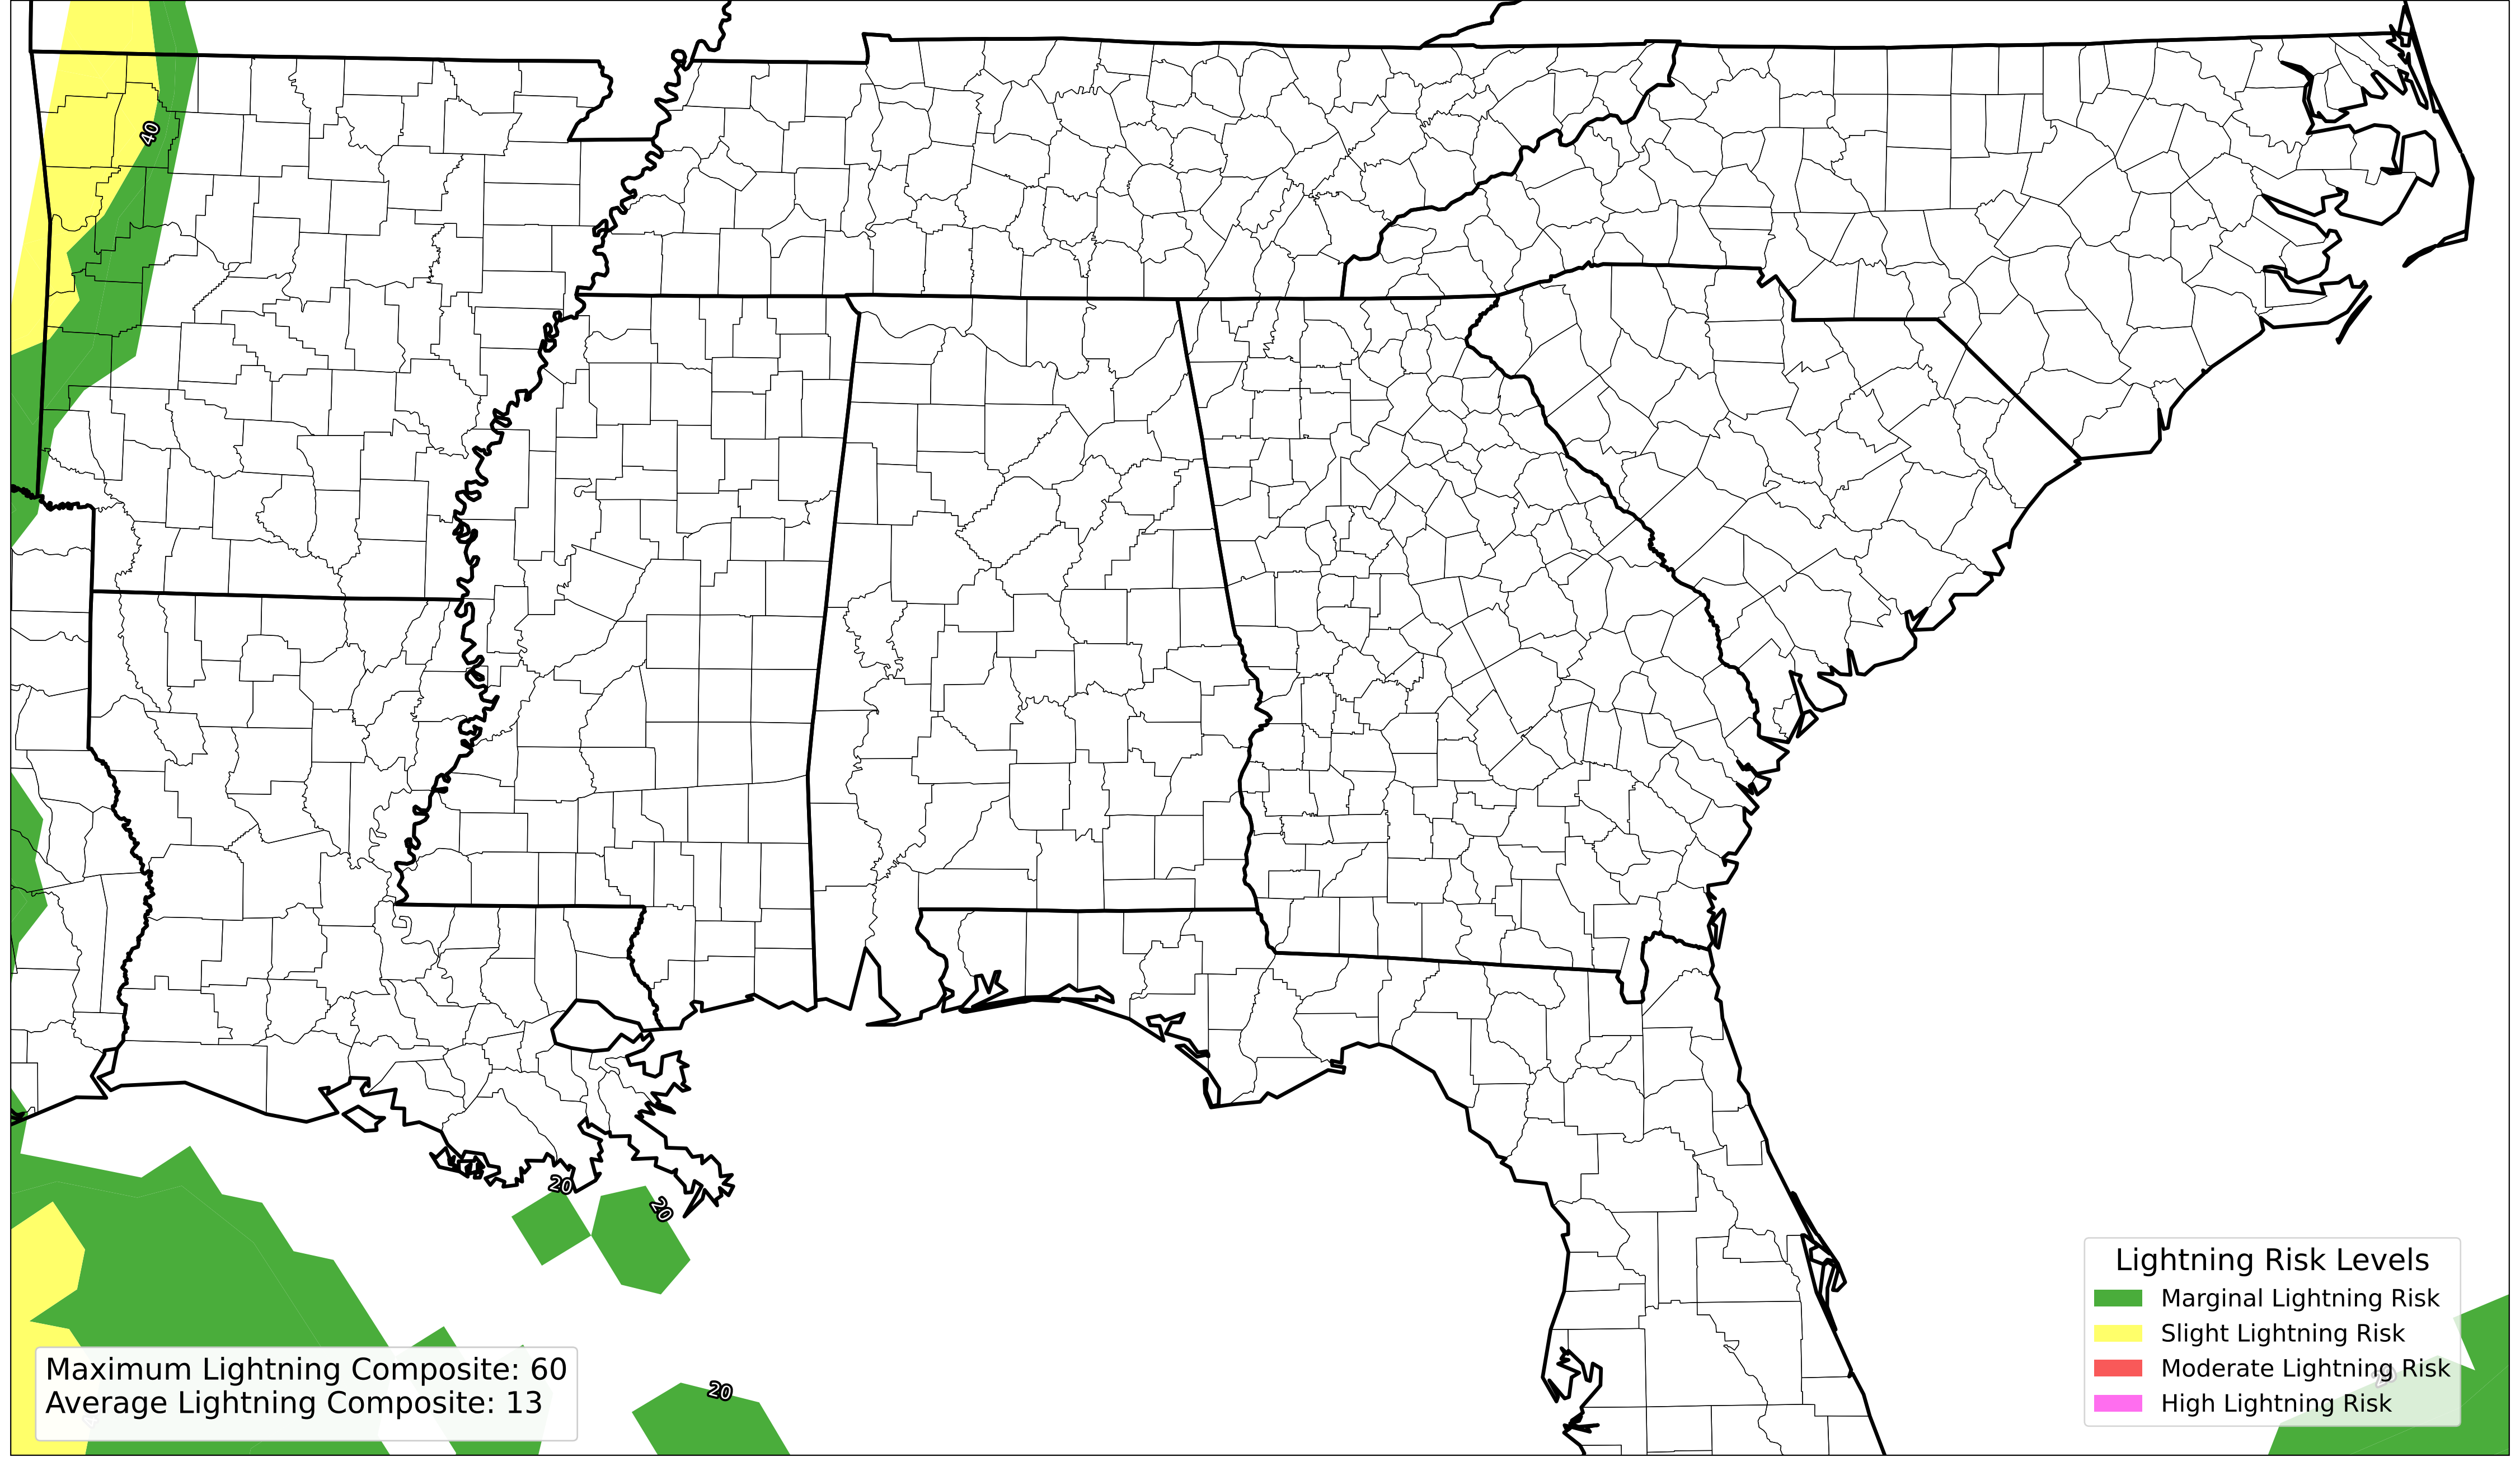 40
20
20
20
Lightning Risk Levels
Marginal Lightning Risk
Slight Lightning Risk
Moderate Lightning Risk
High Lightning Risk
Maximum Lightning Composite: 60
Average Lightning Composite: 13